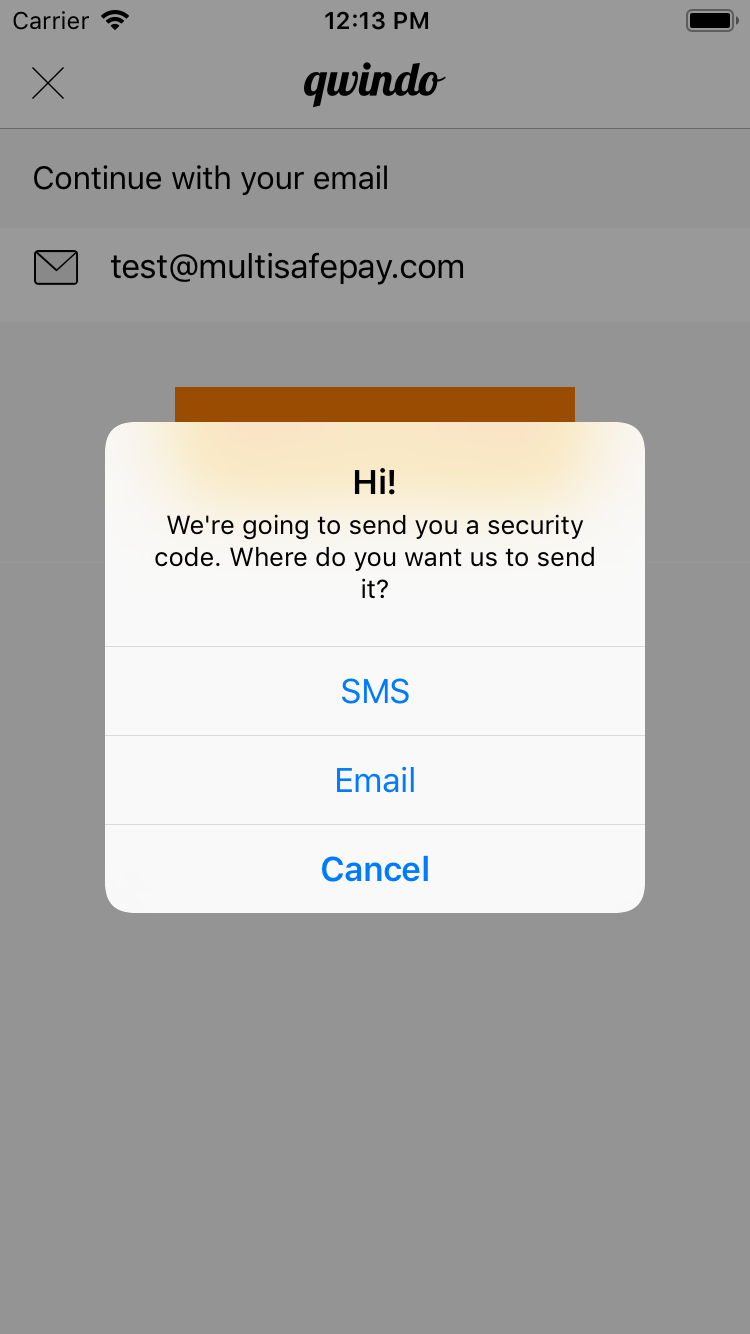 Carrier 12:13 PM
qwindo
Continue with your email
test@multisafepay.com
Hi!
We're going to send you a security
code. Where do you want us to send
it?
SMS
Email
Cancel